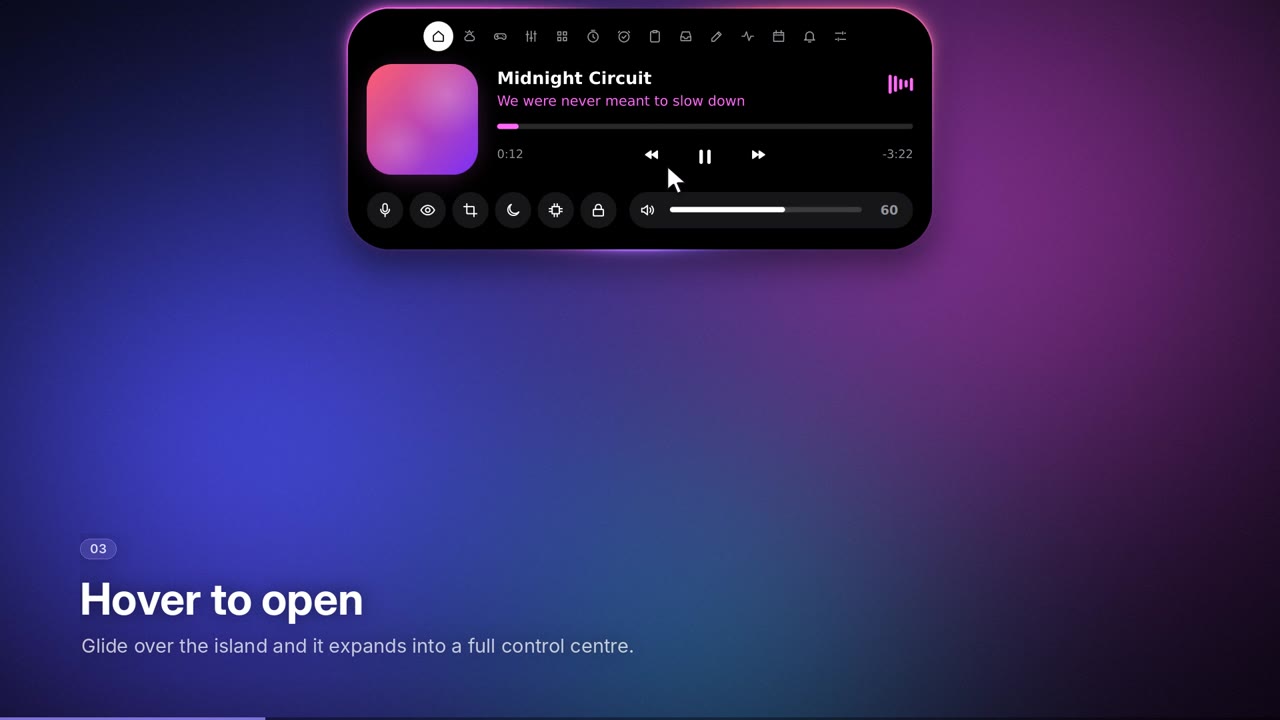 Midnight Circuit
We were never meant to slow down
0:12
-3:22
60
03
Hover to open
Glide over the island and it expands into a full control centre.